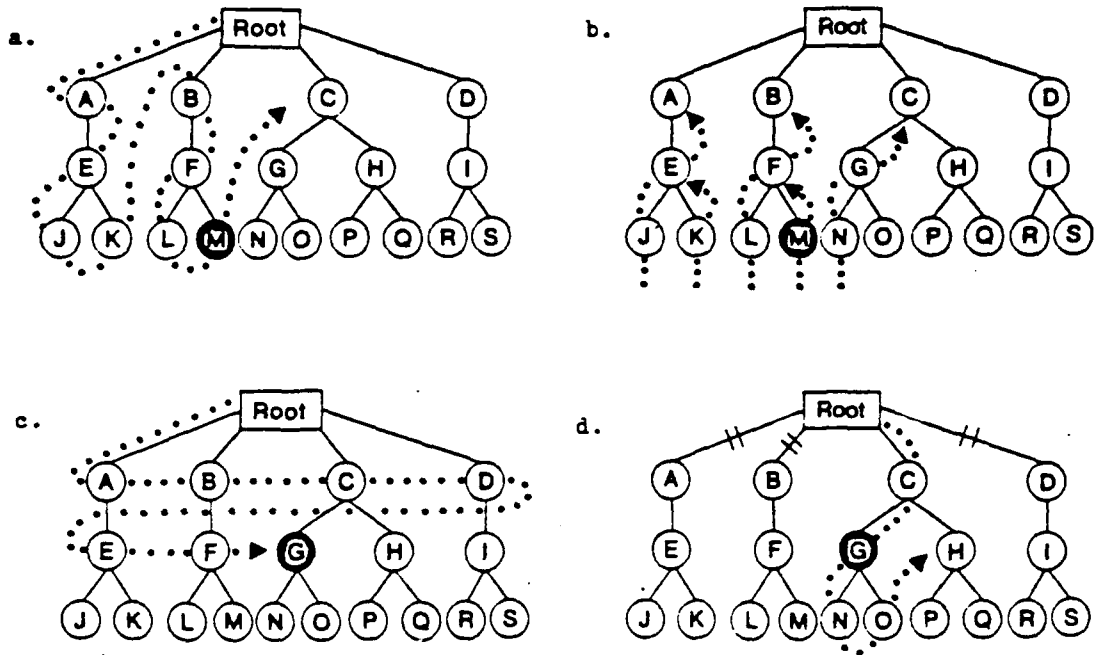 a.
Root
A B C D
E F G H I
J K L M N O P Q R S
b.
Root
A B C D
E F G H I
J K L M N O P Q R S
c.
Root
A B C D
E F G H I
J K L M N O P Q R S
d.
Root
A B C D
E F G H I
J K L M N O P Q R S